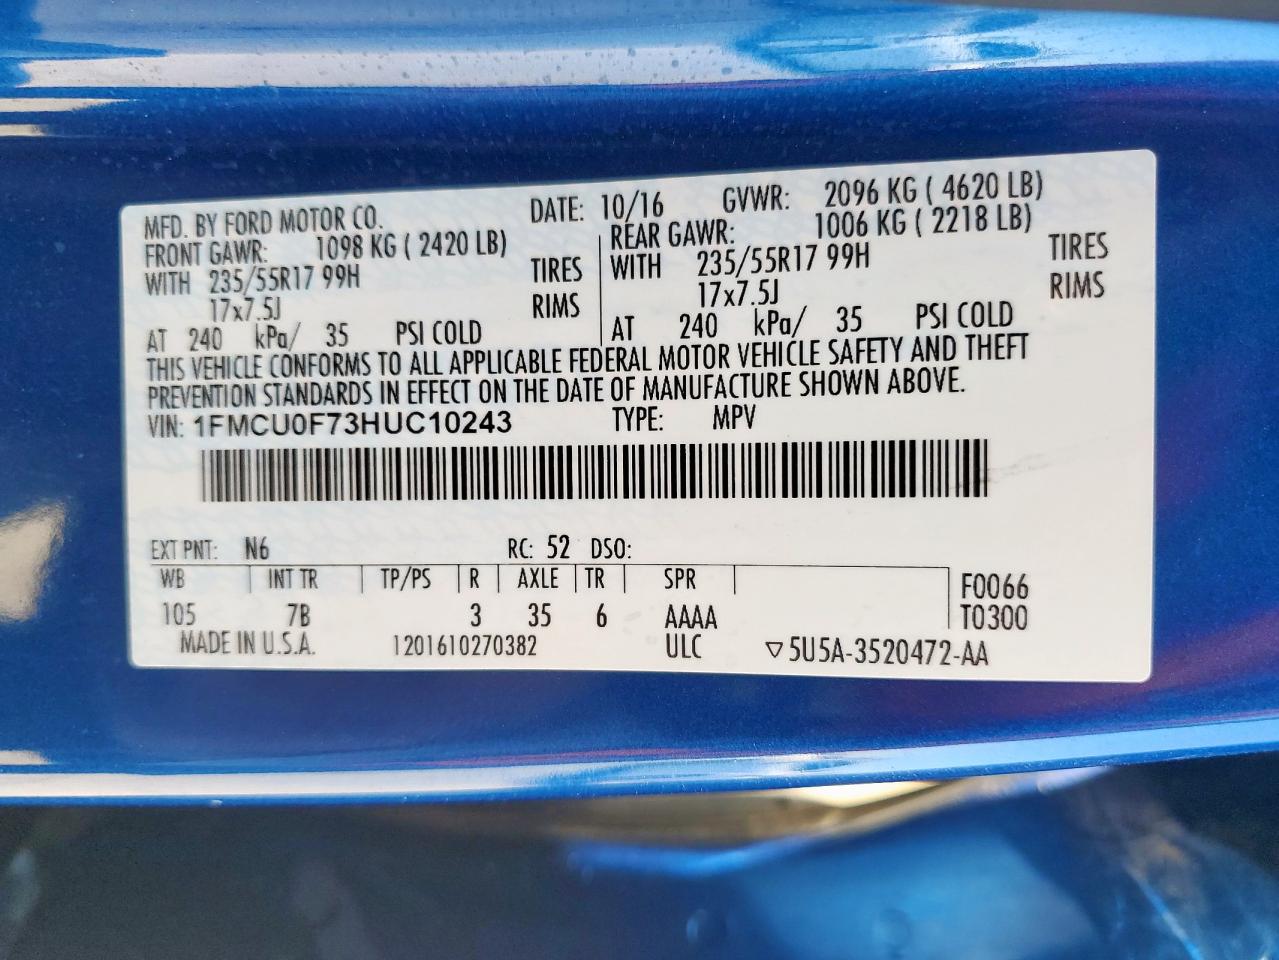 MFD. BY FORD MOTOR CO. DATE: 10/16 GVWR: 2096 KG ( 4620 LB)
FRONT GAWR: 1098 KG ( 2420 LB) REAR GAWR: 1006 KG ( 2218 LB)
WITH 235/55R17 99H TIRES WITH 235/55R17 99H TIRES
17x7.5J RIMS 17x7.5J RIMS
AT 240 kPa/ 35 PSI COLD AT 240 kPa/ 35 PSI COLD
THIS VEHICLE CONFORMS TO ALL APPLICABLE FEDERAL MOTOR VEHICLE SAFETY AND THEFT
PREVENTION STANDARDS IN EFFECT ON THE DATE OF MANUFACTURE SHOWN ABOVE.
VIN: 1FMCU0F73HUC10243 TYPE: MPV
EXT PNT: N6 RC: 52 DSO:
WB INT TR TP/PS R AXLE TR SPR F0066
105 7B 3 35 6 AAAA T0300
MADE IN U.S.A. 1201610270382 ULC ▽5U5A-3520472-AA